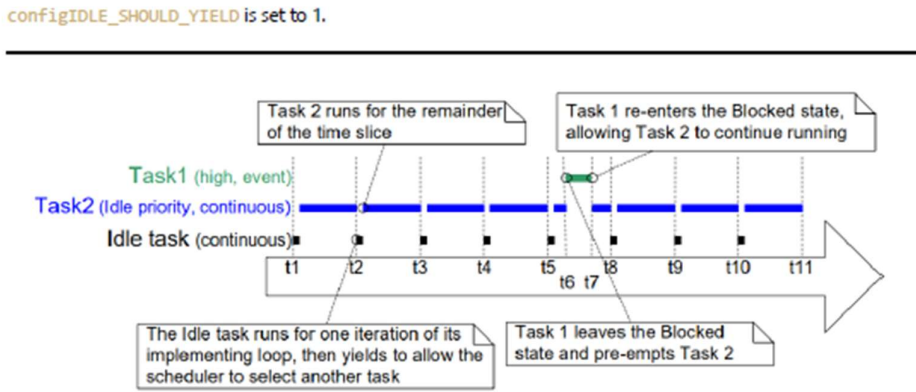 configIDLE_SHOULD_YIELD is set to 1.
Task 2 runs for the remainder
of the time slice
Task 1 re-enters the Blocked state,
allowing Task 2 to continue running
Task1 (high, event)
Task2 (Idle priority, continuous)
Idle task (continuous)
t1 t2 t3 t4 t5 t8 t9 t10 t11
t6 t7
The Idle task runs for one iteration of its
implementing loop, then yields to allow the
scheduler to select another task
Task 1 leaves the Blocked
state and pre-empts Task 2